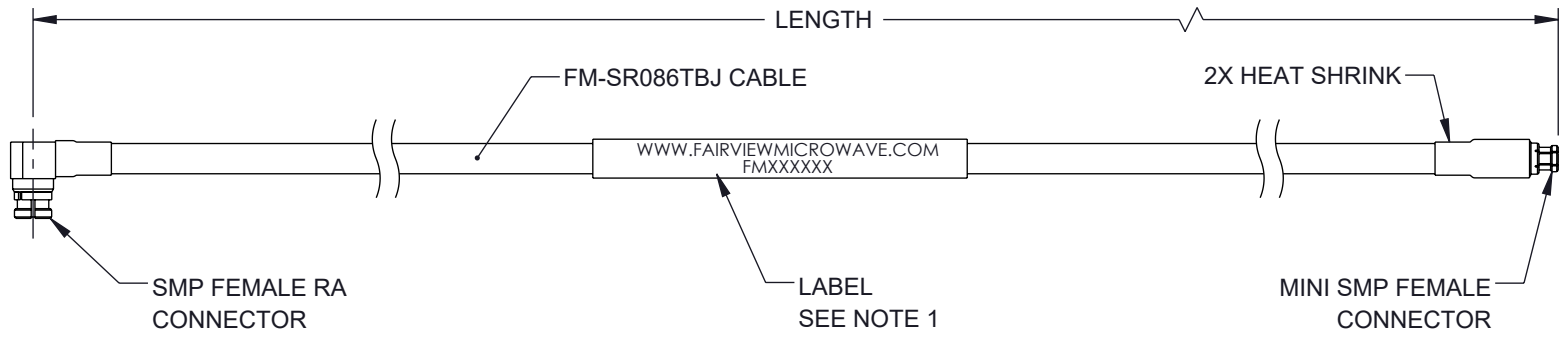 LENGTH
FM-SR086TBJ CABLE
2X HEAT SHRINK
WWW.FAIRVIEWMICROWAVE.COM
FMXXXXXX
SMP FEMALE RA
CONNECTOR
LABEL
SEE NOTE 1
MINI SMP FEMALE
CONNECTOR